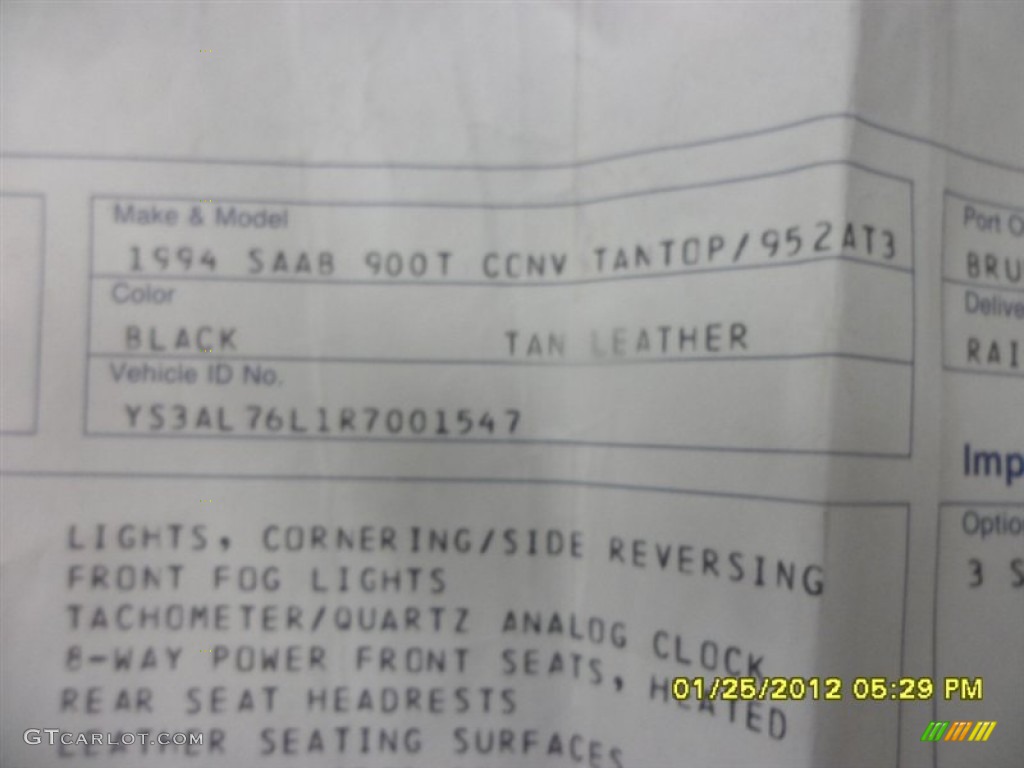 Make & Model
1994 SAAB 900T CCNV TANTOP/952AT3
Color
BLACK TAN LEATHER
Vehicle ID No.
YS3AL76L1R7001547
Port O
BRU
Delive
RAI
Imp
Optio
3 S
LIGHTS, CORNERING/SIDE REVERSING
FRONT FOG LIGHTS
TACHOMETER/QUARTZ ANALOG CLOCK
8-WAY POWER FRONT SEATS, HEATED
REAR SEAT HEADRESTS
LEATHER SEATING SURFACES
01/25/2012 05:29 PM
GTCARLOT.COM